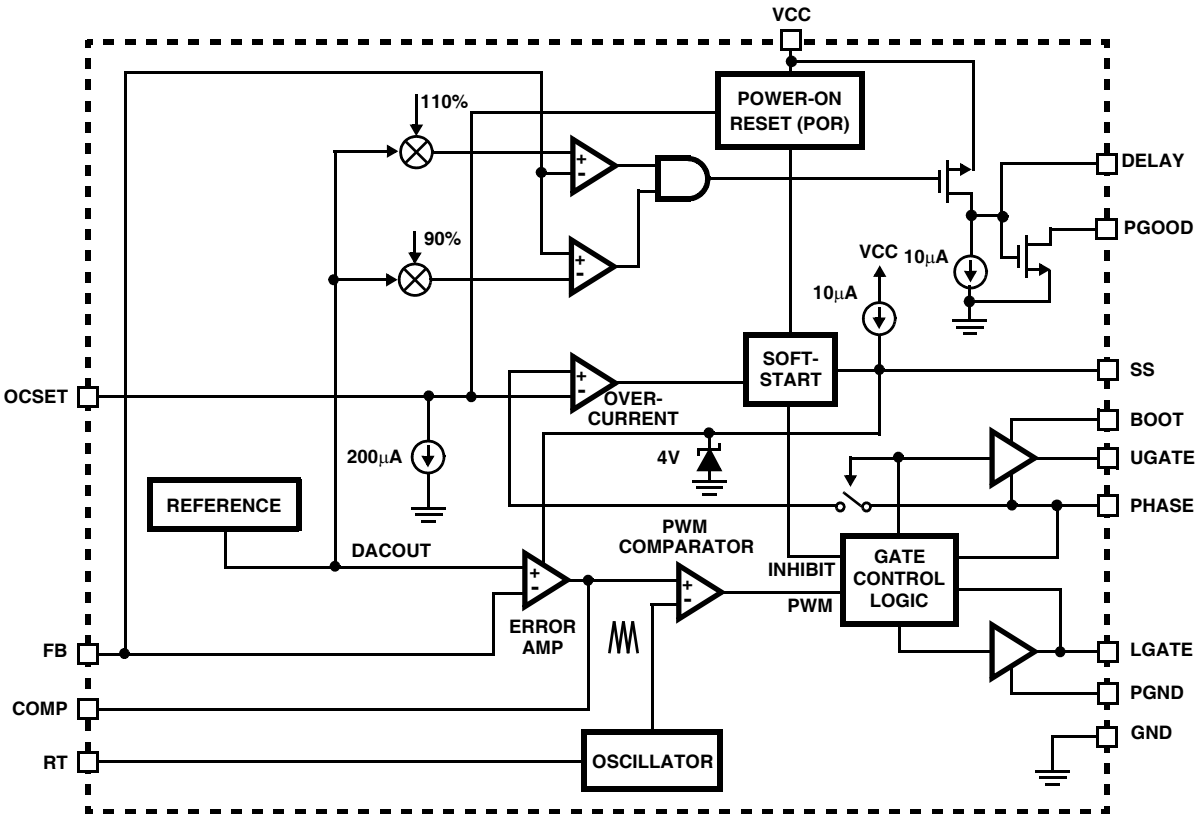 VCC
110%
POWER-ON
RESET (POR)
DELAY
PGOOD
90%
VCC
10µA
10µA
SOFT-
START
SS
OCSET
OVER-
CURRENT
BOOT
200µA
4V
UGATE
REFERENCE
PHASE
PWM
COMPARATOR
DACOUT
INHIBIT
GATE
CONTROL
LOGIC
PWM
ERROR
AMP
FB
LGATE
PGND
COMP
GND
RT
OSCILLATOR
+
-
+
-
+
-
+
-
+
-